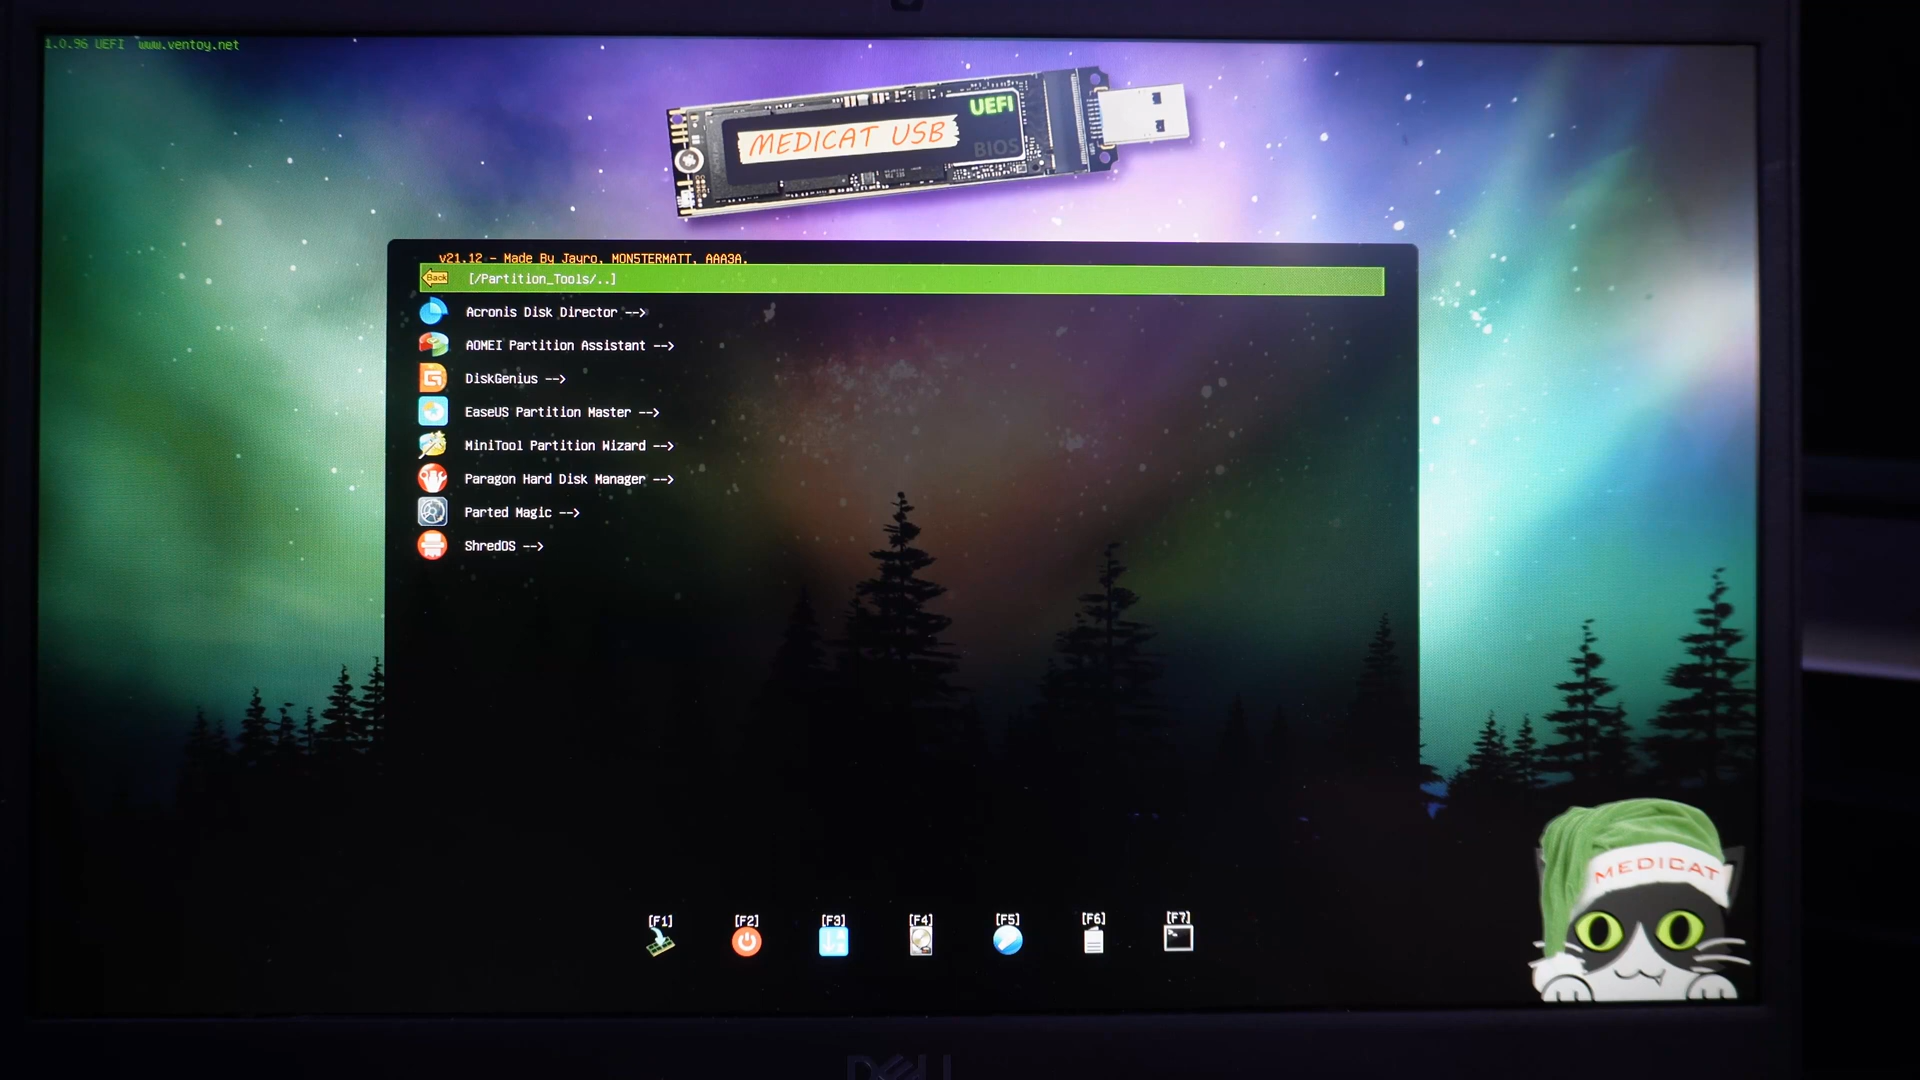 1.0.96 UEFI www.ventoy.net
UEFI
MEDICAT USB
BIOS
v21.12 - Made By Jayro, MON5TERMATT, AAA3A.
Back [/Partition_Tools/..]
Acronis Disk Director -->
AOMEI Partition Assistant -->
DiskGenius -->
EaseUS Partition Master -->
MiniTool Partition Wizard -->
Paragon Hard Disk Manager -->
Parted Magic -->
ShredOS -->
MEDICAT
[F1] [F2] [F3] [F4] [F5] [F6] [F7]
DELL